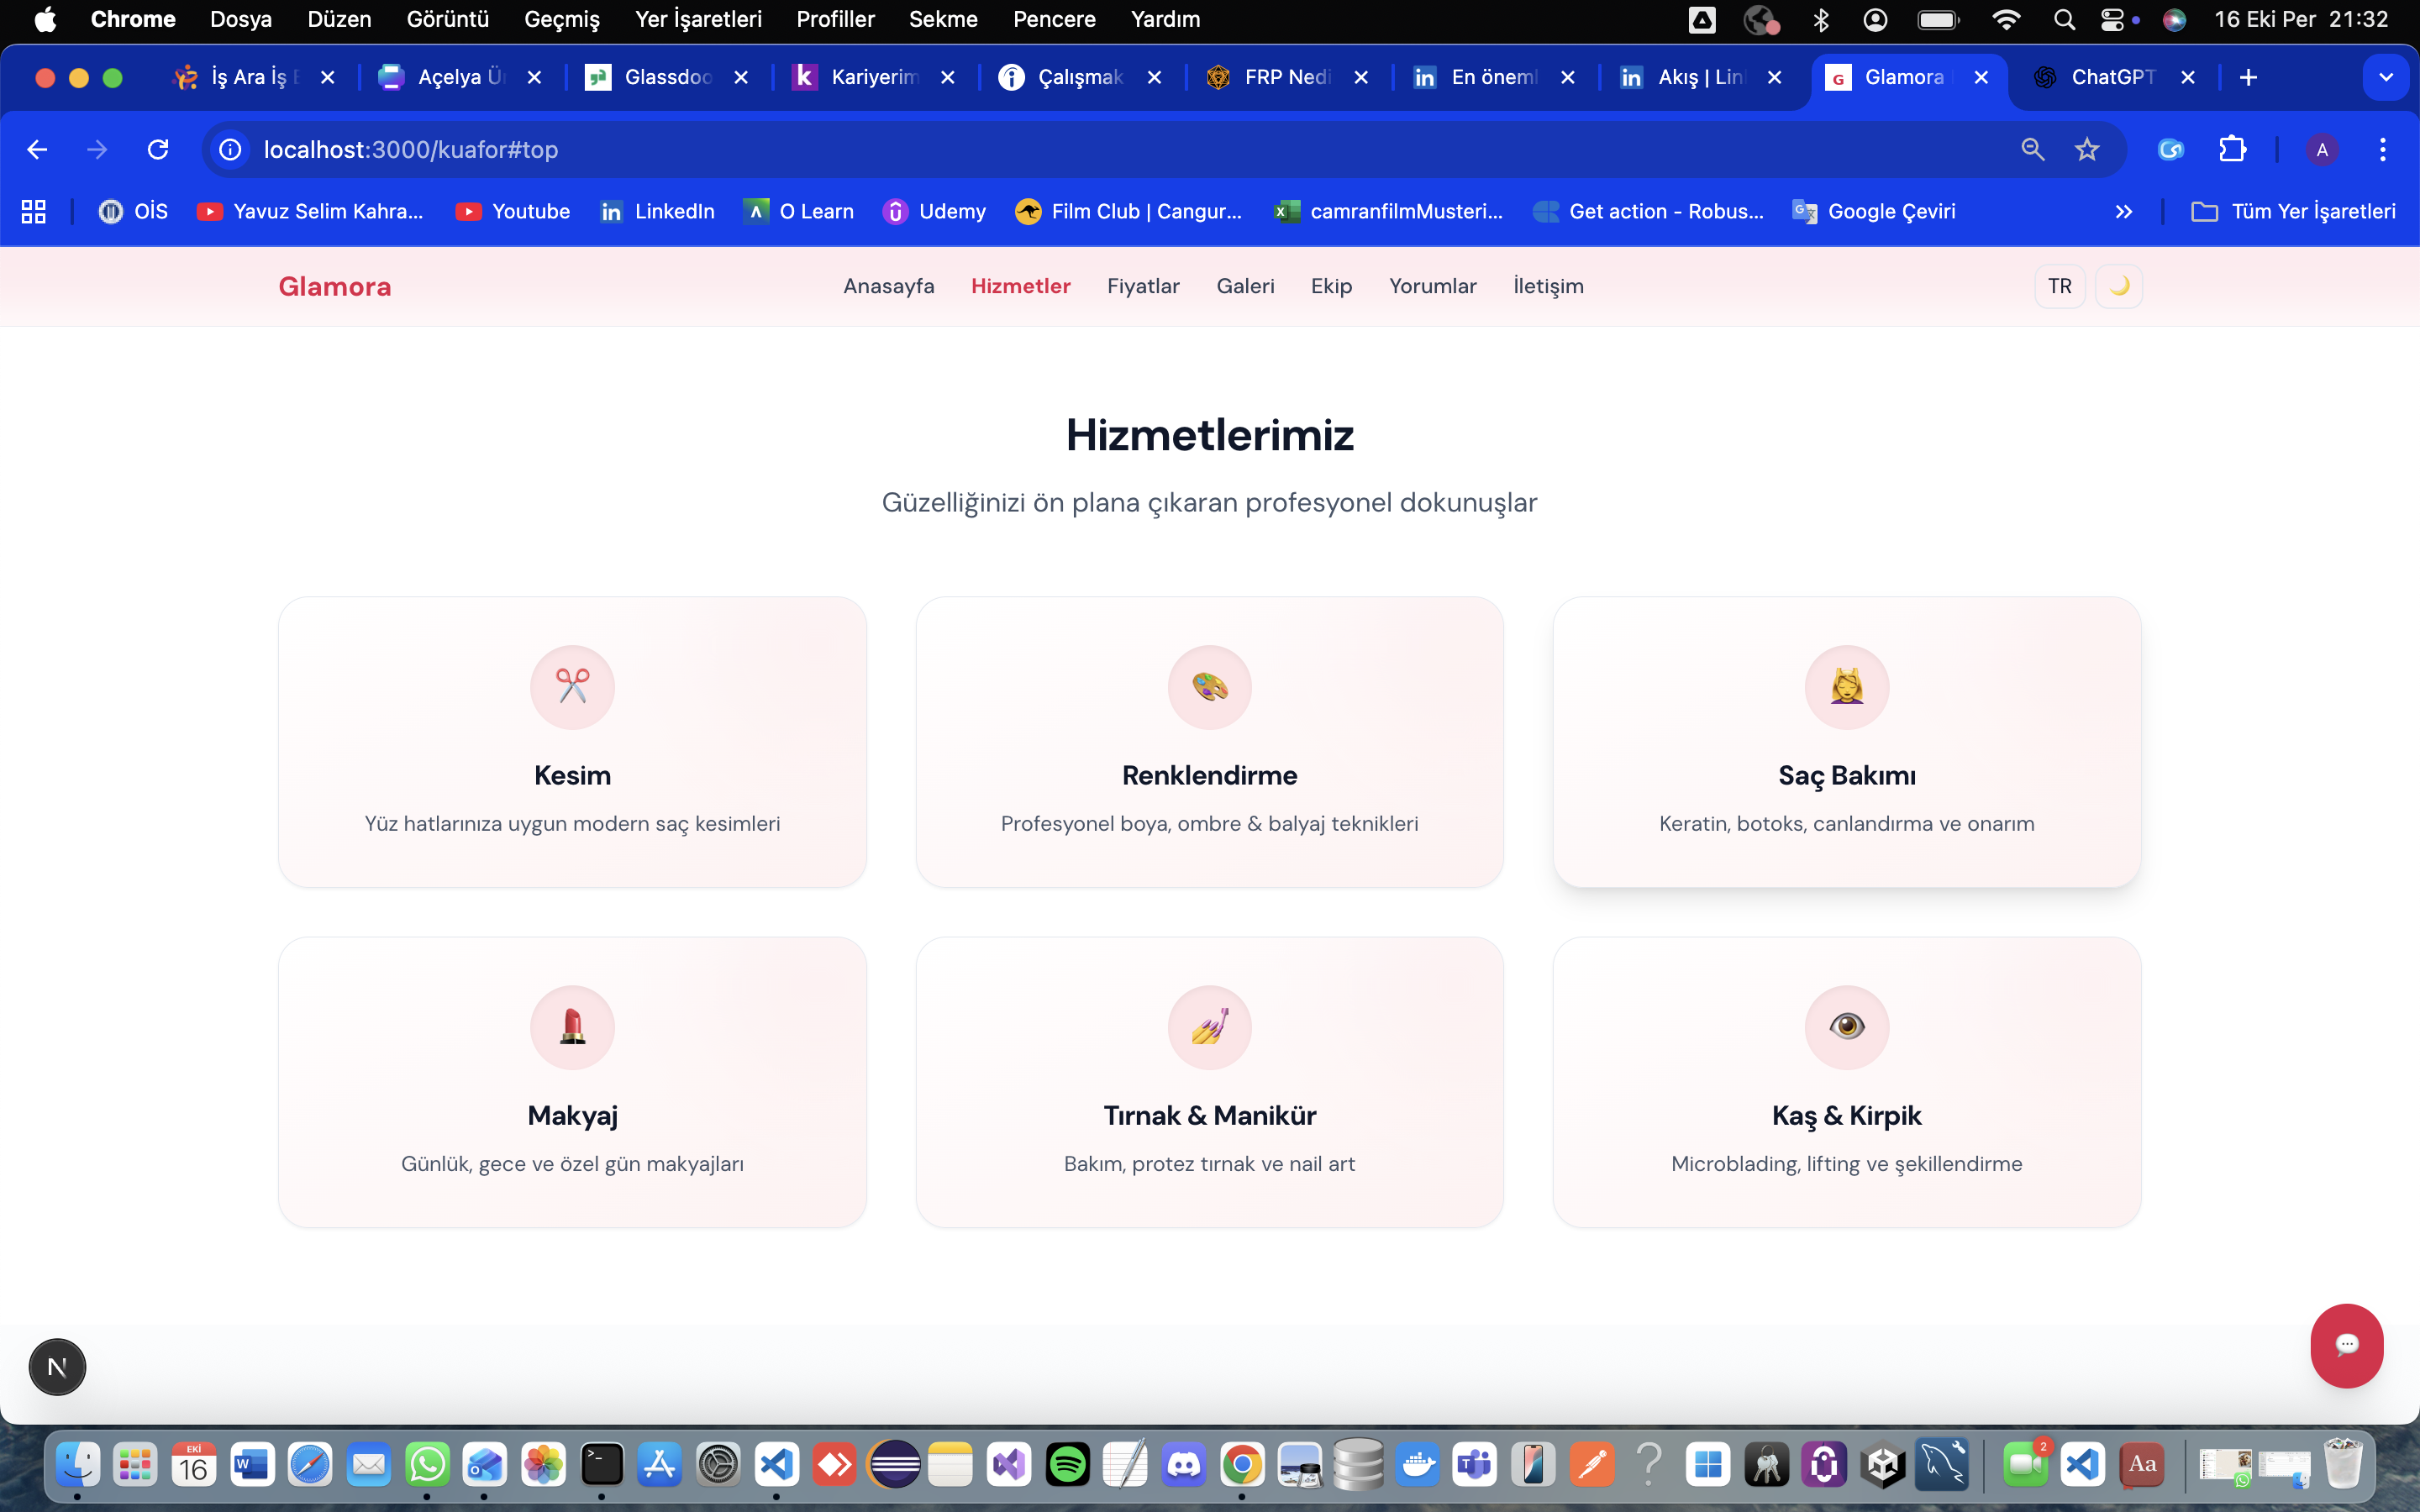 Chrome Dosya Düzen Görüntü Geçmiş Yer İşaretleri Profiller Sekme Pencere Yardım 16 Eki Per 21:32
İş Ara İş Açelya Ü Glassdoo Kariyerim Çalışmak FRP Nedi En öneml Akış | Lin Glamora ChatGPT
localhost:3000/kuafor#top A
OİS Yavuz Selim Kahra... Youtube LinkedIn O Learn Udemy Film Club | Cangur... camranfilmMusteri... Get action - Robus... Google Çeviri Tüm Yer İşaretleri
Glamora Anasayfa Hizmetler Fiyatlar Galeri Ekip Yorumlar İletişim TR
Hizmetlerimiz
Güzelliğinizi ön plana çıkaran profesyonel dokunuşlar
Kesim
Yüz hatlarınıza uygun modern saç kesimleri
Renklendirme
Profesyonel boya, ombre & balyaj teknikleri
Saç Bakımı
Keratin, botoks, canlandırma ve onarım
Makyaj
Günlük, gece ve özel gün makyajları
Tırnak & Manikür
Bakım, protez tırnak ve nail art
Kaş & Kirpik
Microblading, lifting ve şekillendirme
N
EKİ
16
2
Aa